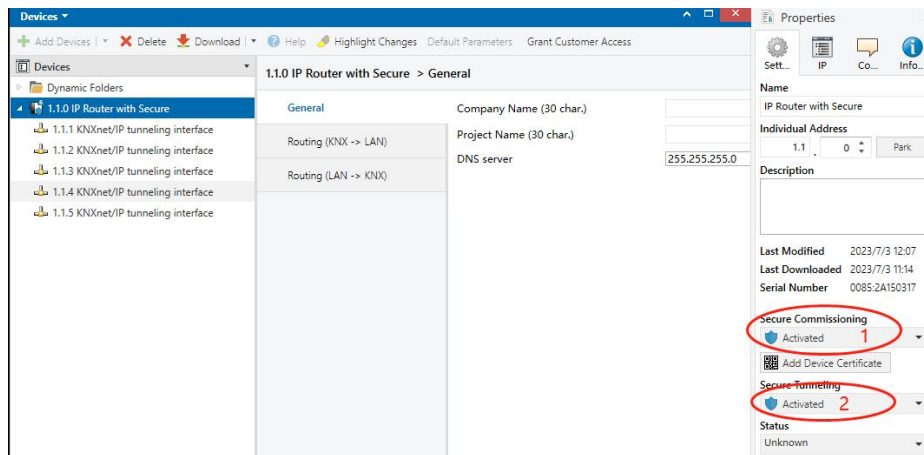 Devices
Add Devices Delete Download Help Highlight Changes Default Parameters Grant Customer Access
Devices
Dynamic Folders
1.1.0 IP Router with Secure
1.1.1 KNXnet/IP tunneling interface
1.1.2 KNXnet/IP tunneling interface
1.1.3 KNXnet/IP tunneling interface
1.1.4 KNXnet/IP tunneling interface
1.1.5 KNXnet/IP tunneling interface
1.1.0 IP Router with Secure > General
General
Routing (KNX -> LAN)
Routing (LAN -> KNX)
Company Name (30 char.)
Project Name (30 char.)
DNS server 255.255.255.0
Properties
Sett... IP Co... Info..
Name
IP Router with Secure
Individual Address
1.1 . 0 Park
Description
Last Modified 2023/7/3 12:07
Last Downloaded 2023/7/3 11:14
Serial Number 0085:2A150317
Secure Commissioning
Activated 1
Add Device Certificate
Secure Tunneling
Activated 2
Status
Unknown